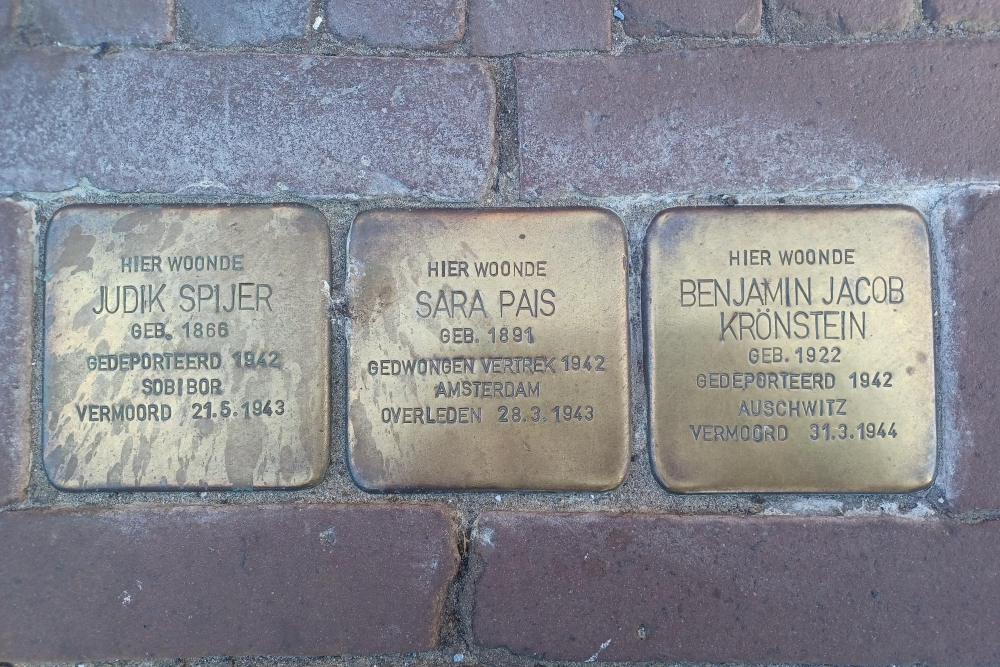 HIER WOONDE
JUDIK SPIJER
GEB. 1866
GEDEPORTEERD 1942
SOBIBOR
VERMOORD 21.5.1943
HIER WOONDE
SARA PAIS
GEB. 1891
GEDWONGEN VERTREK 1942
AMSTERDAM
OVERLEDEN 28.3.1943
HIER WOONDE
BENJAMIN JACOB
KRÖNSTEIN
GEB. 1922
GEDEPORTEERD 1942
AUSCHWITZ
VERMOORD 31.3.1944